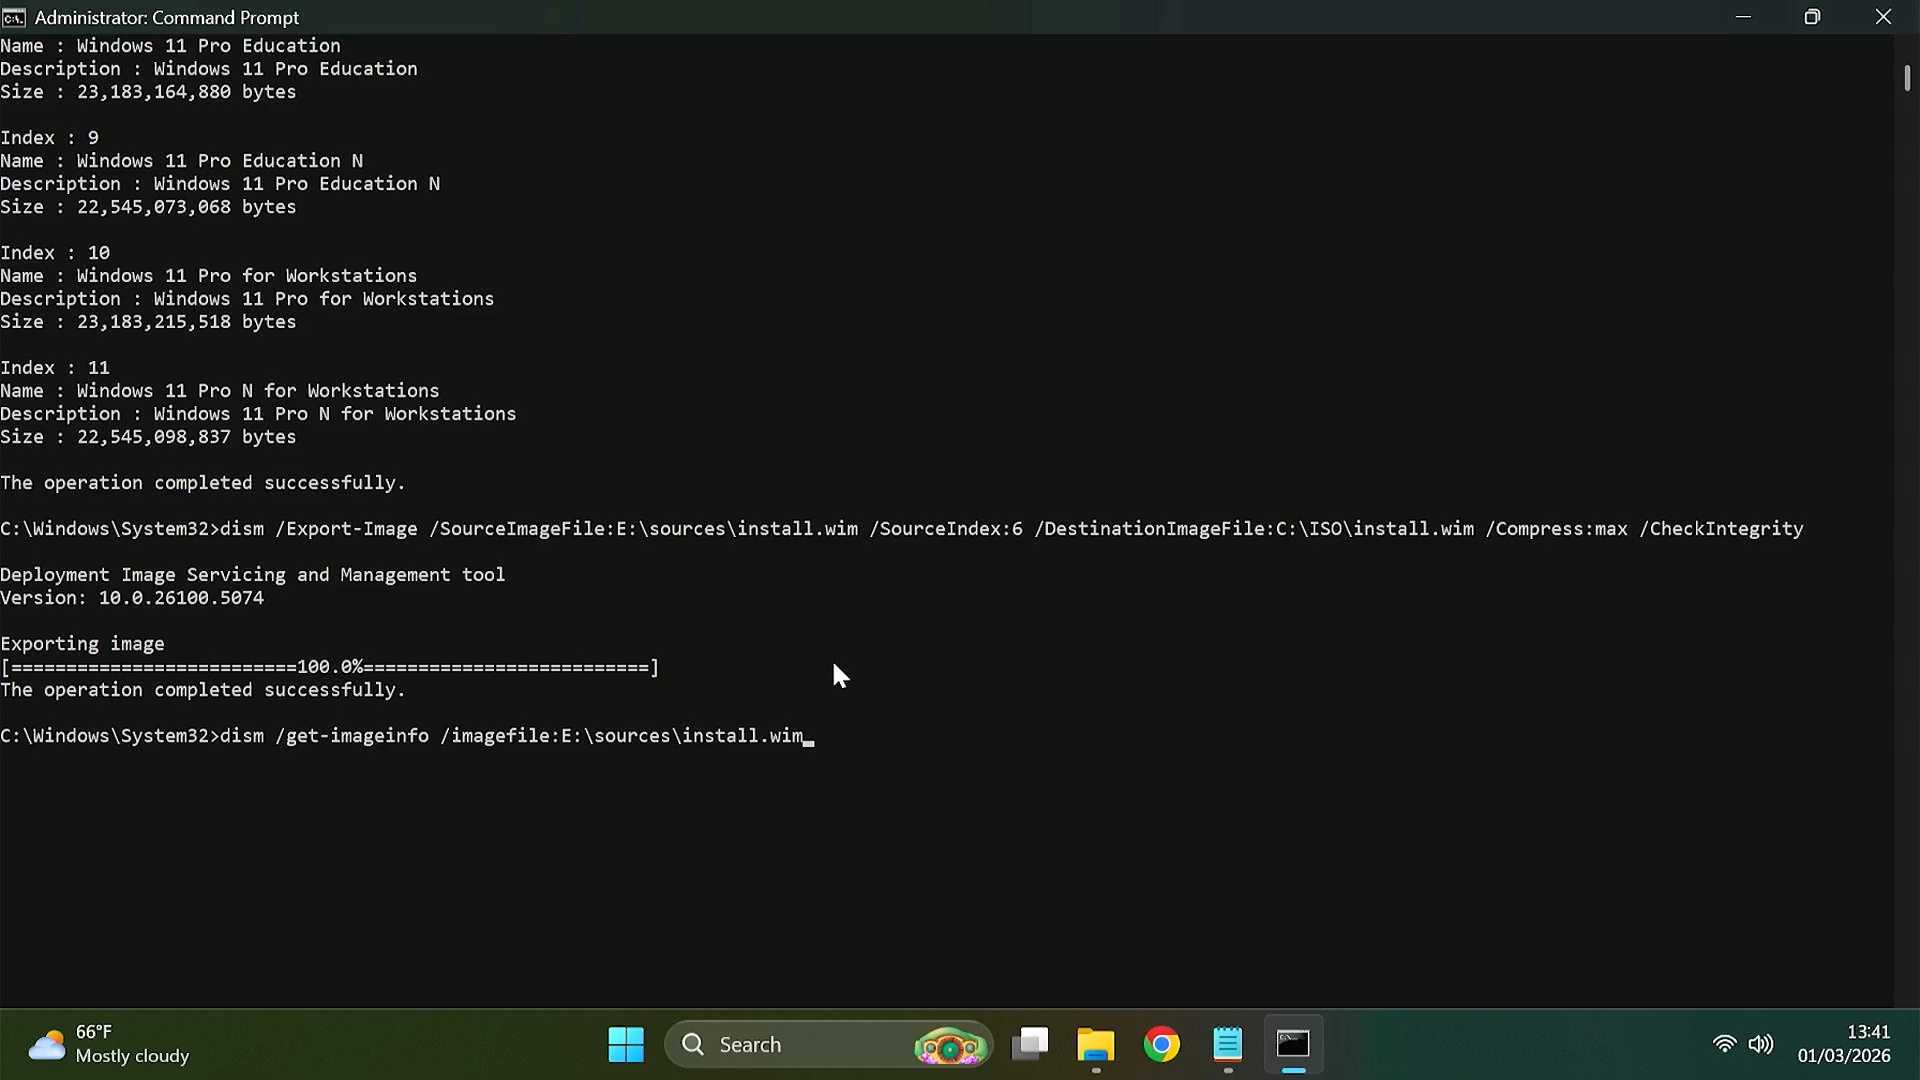 Administrator: Command Prompt
Name : Windows 11 Pro Education
Description : Windows 11 Pro Education
Size : 23,183,164,880 bytes
Index : 9
Name : Windows 11 Pro Education N
Description : Windows 11 Pro Education N
Size : 22,545,073,068 bytes
Index : 10
Name : Windows 11 Pro for Workstations
Description : Windows 11 Pro for Workstations
Size : 23,183,215,518 bytes
Index : 11
Name : Windows 11 Pro N for Workstations
Description : Windows 11 Pro N for Workstations
Size : 22,545,098,837 bytes
The operation completed successfully.
C:\Windows\System32>dism /Export-Image /SourceImageFile:E:\sources\install.wim /SourceIndex:6 /DestinationImageFile:C:\ISO\install.wim /Compress:max /CheckIntegrity
Deployment Image Servicing and Management tool
Version: 10.0.26100.5074
Exporting image
[==========================100.0%==========================]
The operation completed successfully.
C:\Windows\System32>dism /get-imageinfo /imagefile:E:\sources\install.wim_
66°F
Mostly cloudy
Search
13:41
01/03/2026